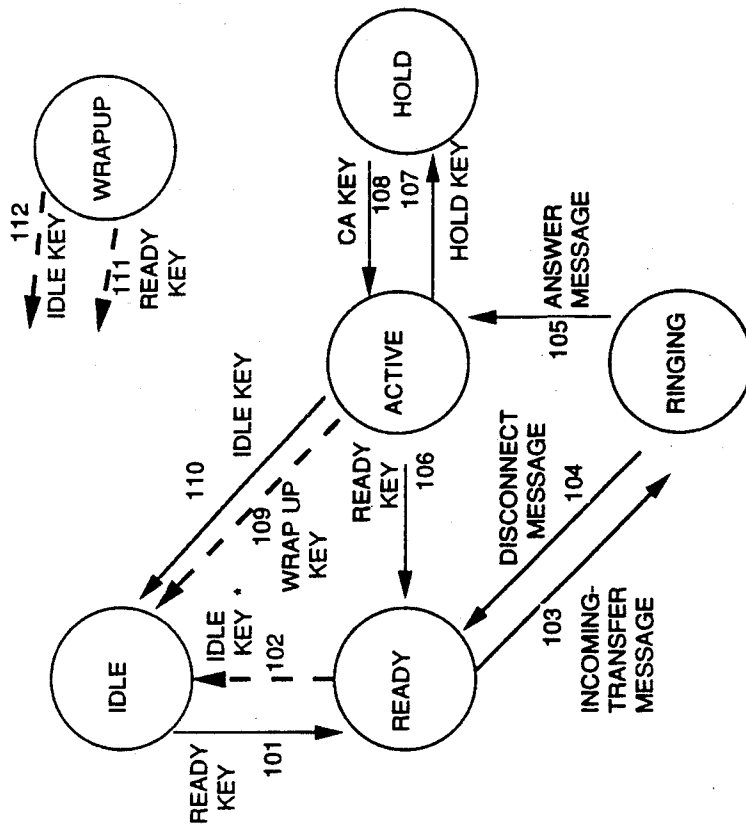 112
IDLE KEY
WRAPUP
111
READY
KEY
HOLD
CA KEY
108
107
HOLD KEY
ACTIVE
110
IDLE KEY
109
WRAP UP
KEY
READY
KEY
106
105
ANSWER
MESSAGE
RINGING
DISCONNECT
MESSAGE
104
103
INCOMING-
TRANSFER
MESSAGE
IDLE
IDLE
KEY *
102
READY
READY
KEY
101